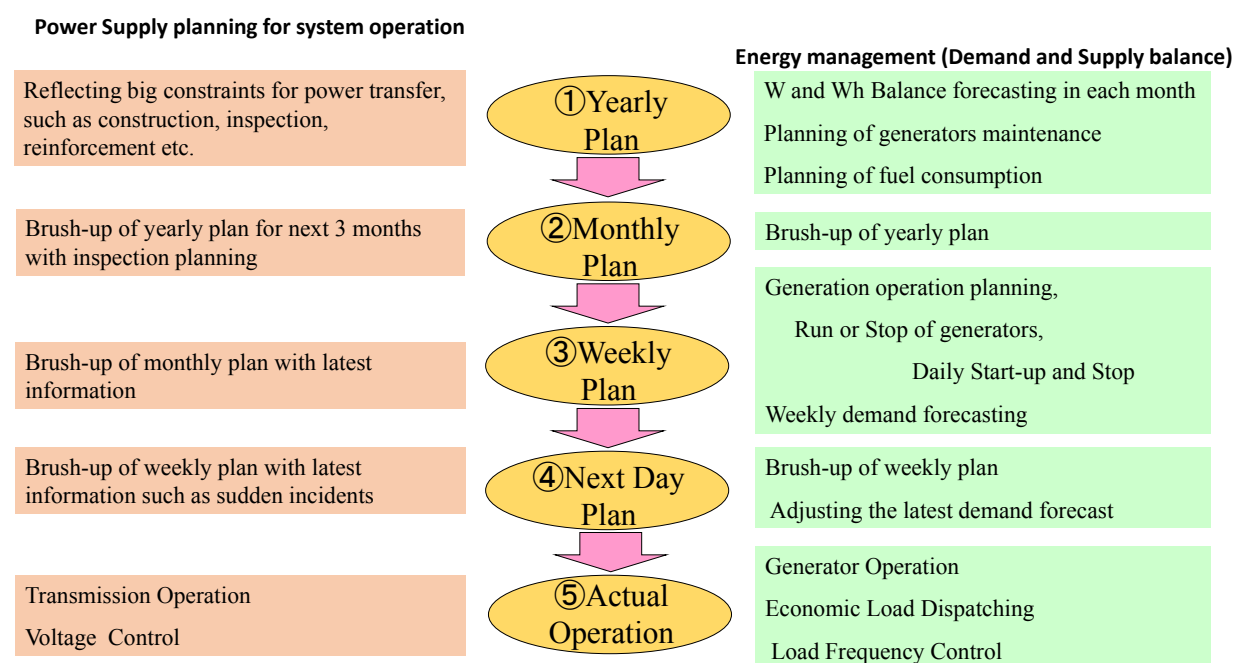 Power Supply planning for system operation
Energy management (Demand and Supply balance)
Reflecting big constraints for power transfer,
such as construction, inspection,
reinforcement etc.
①Yearly
Plan
W and Wh Balance forecasting in each month
Planning of generators maintenance
Planning of fuel consumption
Brush-up of yearly plan for next 3 months
with inspection planning
②Monthly
Plan
Brush-up of yearly plan
Brush-up of monthly plan with latest
information
③Weekly
Plan
Generation operation planning,
Run or Stop of generators,
Daily Start-up and Stop
Weekly demand forecasting
Brush-up of weekly plan with latest
information such as sudden incidents
④Next Day
Plan
Brush-up of weekly plan
Adjusting the latest demand forecast
Transmission Operation
Voltage Control
⑤Actual
Operation
Generator Operation
Economic Load Dispatching
Load Frequency Control